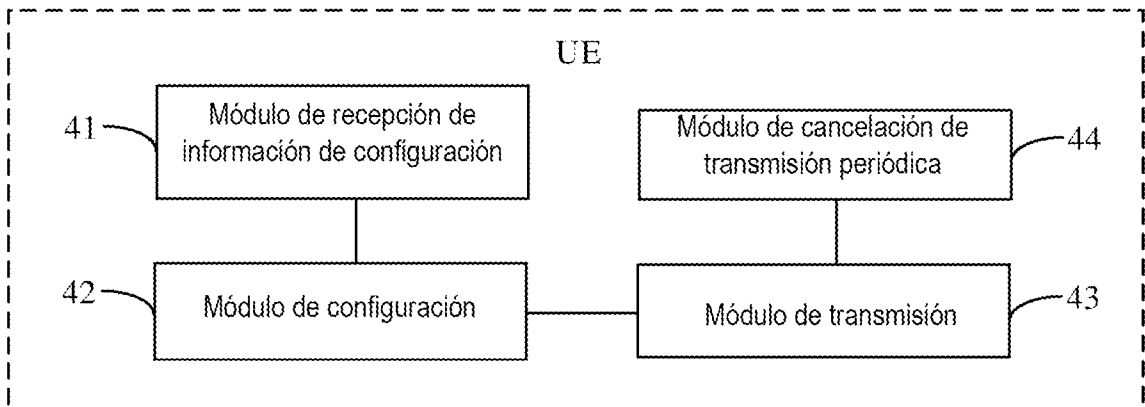 UE
41
Módulo de recepción de
información de configuración
Módulo de cancelación de
transmisión periódica
44
42
Módulo de configuración
Módulo de transmisión
43